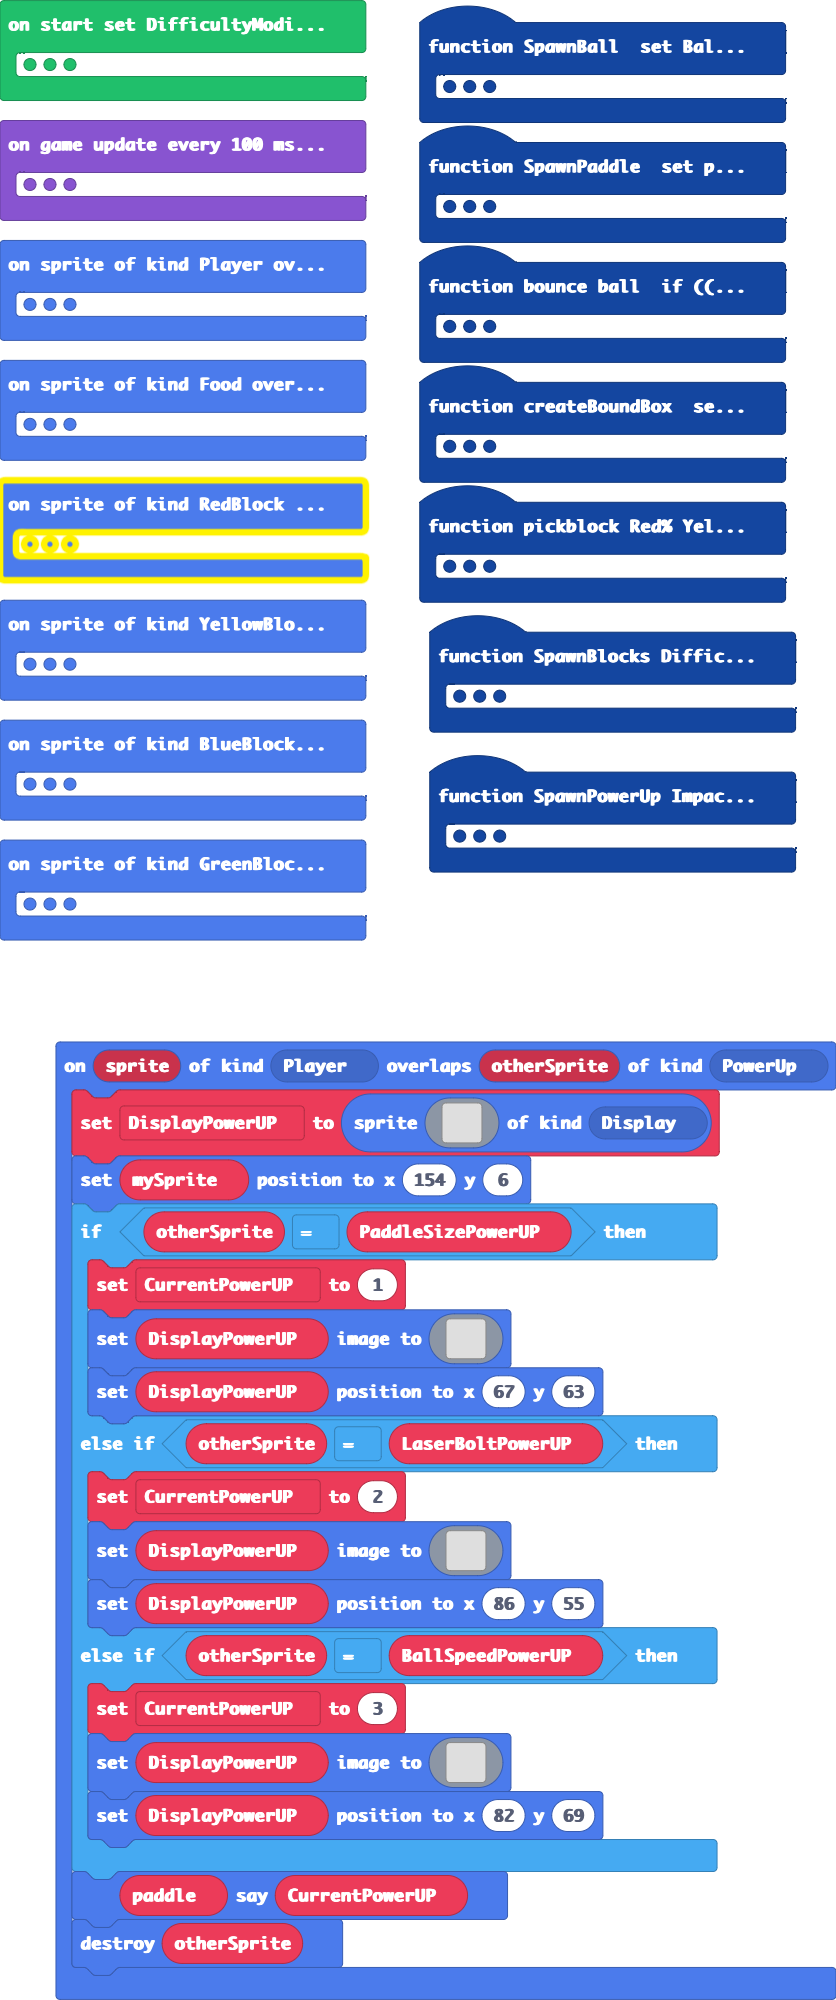 on start set DifficultyModi...
on game update every 100 ms...
on sprite of kind Player ov...
on sprite of kind Food over...
on sprite of kind RedBlock ...
on sprite of kind YellowBlo...
on sprite of kind BlueBlock...
on sprite of kind GreenBloc...
function SpawnBall set Bal...
function SpawnPaddle set p...
function bounce ball if ((...
function createBoundBox se...
function pickblock Red% Yel...
function SpawnBlocks Diffic...
function SpawnPowerUp Impac...
on sprite of kind Player overlaps otherSprite of kind PowerUp
set DisplayPowerUP to sprite of kind Display
set mySprite position to x 154 y 6
if otherSprite = PaddleSizePowerUP then
set CurrentPowerUP to 1
set DisplayPowerUP image to
set DisplayPowerUP position to x 67 y 63
else if otherSprite = LaserBoltPowerUP then
set CurrentPowerUP to 2
set DisplayPowerUP image to
set DisplayPowerUP position to x 86 y 55
else if otherSprite = BallSpeedPowerUP then
set CurrentPowerUP to 3
set DisplayPowerUP image to
set DisplayPowerUP position to x 82 y 69
paddle say CurrentPowerUP
destroy otherSprite